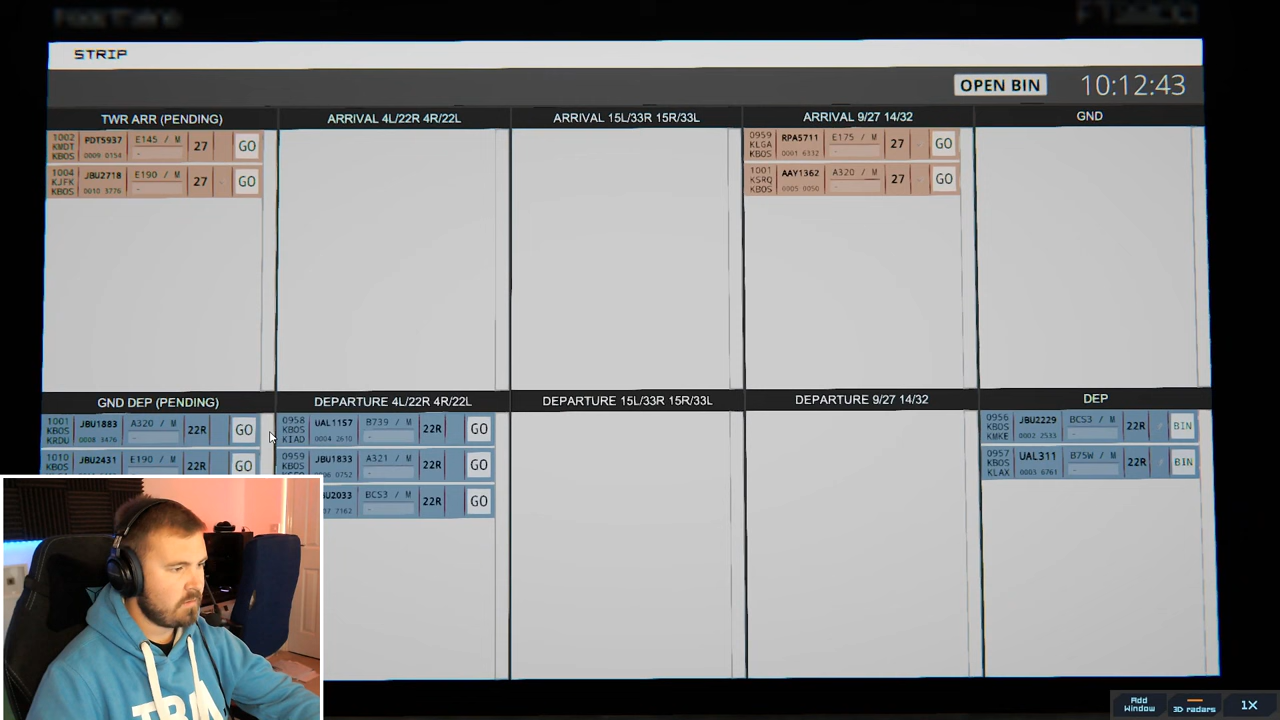 STRIP
OPEN BIN 10:12:43
TWR ARR (PENDING)
1002 PDT5937 E145 / M 27 GO
KMDT
KBOS 0009 0154 -
1004 JBU2718 E190 / M 27 - GO
KJFK
KBOS 0010 3776 -
ARRIVAL 4L/22R 4R/22L
ARRIVAL 15L/33R 15R/33L
ARRIVAL 9/27 14/32
0959 RPA5711 E175 / M 27 - GO
KLGA
KBOS 0001 6332 -
1001 AAY1362 A320 / M 27 - GO
KSRQ
KBOS 0005 0050 -
GND
GND DEP (PENDING)
1001 JBU1883 A320 / M 22R GO
KBOS
KRDU 0008 3476 -
1010 JBU2431 E190 / M 22R GO
KBOS
DEPARTURE 4L/22R 4R/22L
0958 UAL1157 B739 / M 22R GO
KBOS
KIAD 0004 2610 -
0959 JBU1833 A321 / M 22R GO
KBOS
0752 -
2033 BCS3 / M 22R GO
7162 -
DEPARTURE 15L/33R 15R/33L
DEPARTURE 9/27 14/32
DEP
0956 JBU2229 BCS3 / M 22R / BIN
KBOS
KMKE 0002 2533 -
0957 UAL311 B75W / M 22R / BIN
KBOS
KLAX 0003 6761 -
Add
Window
3D radars
1X